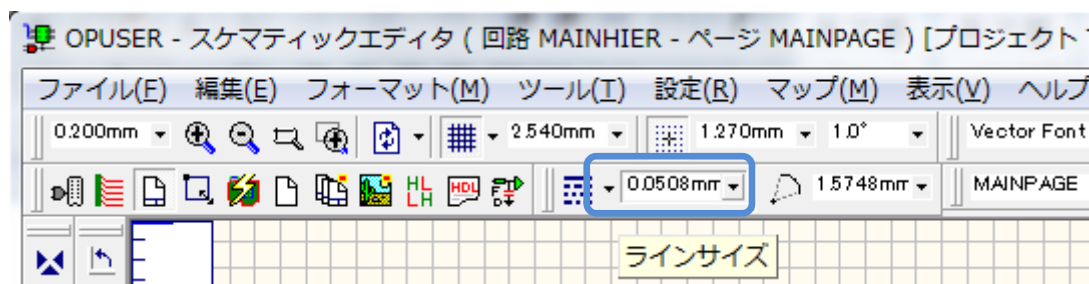 OPUSER - スケマティックエディタ ( 回路 MAINHIER - ページ MAINPAGE ) [プロジェクト
ファイル(F) 編集(E) フォーマット(M) ツール(T) 設定(R) マップ(M) 表示(V) ヘルプ
0.200mm 2.540mm 1.270mm 1.0° Vector Font
HL LH HDL 0.0508mm 1.5748mm MAINPAGE
ラインサイズ